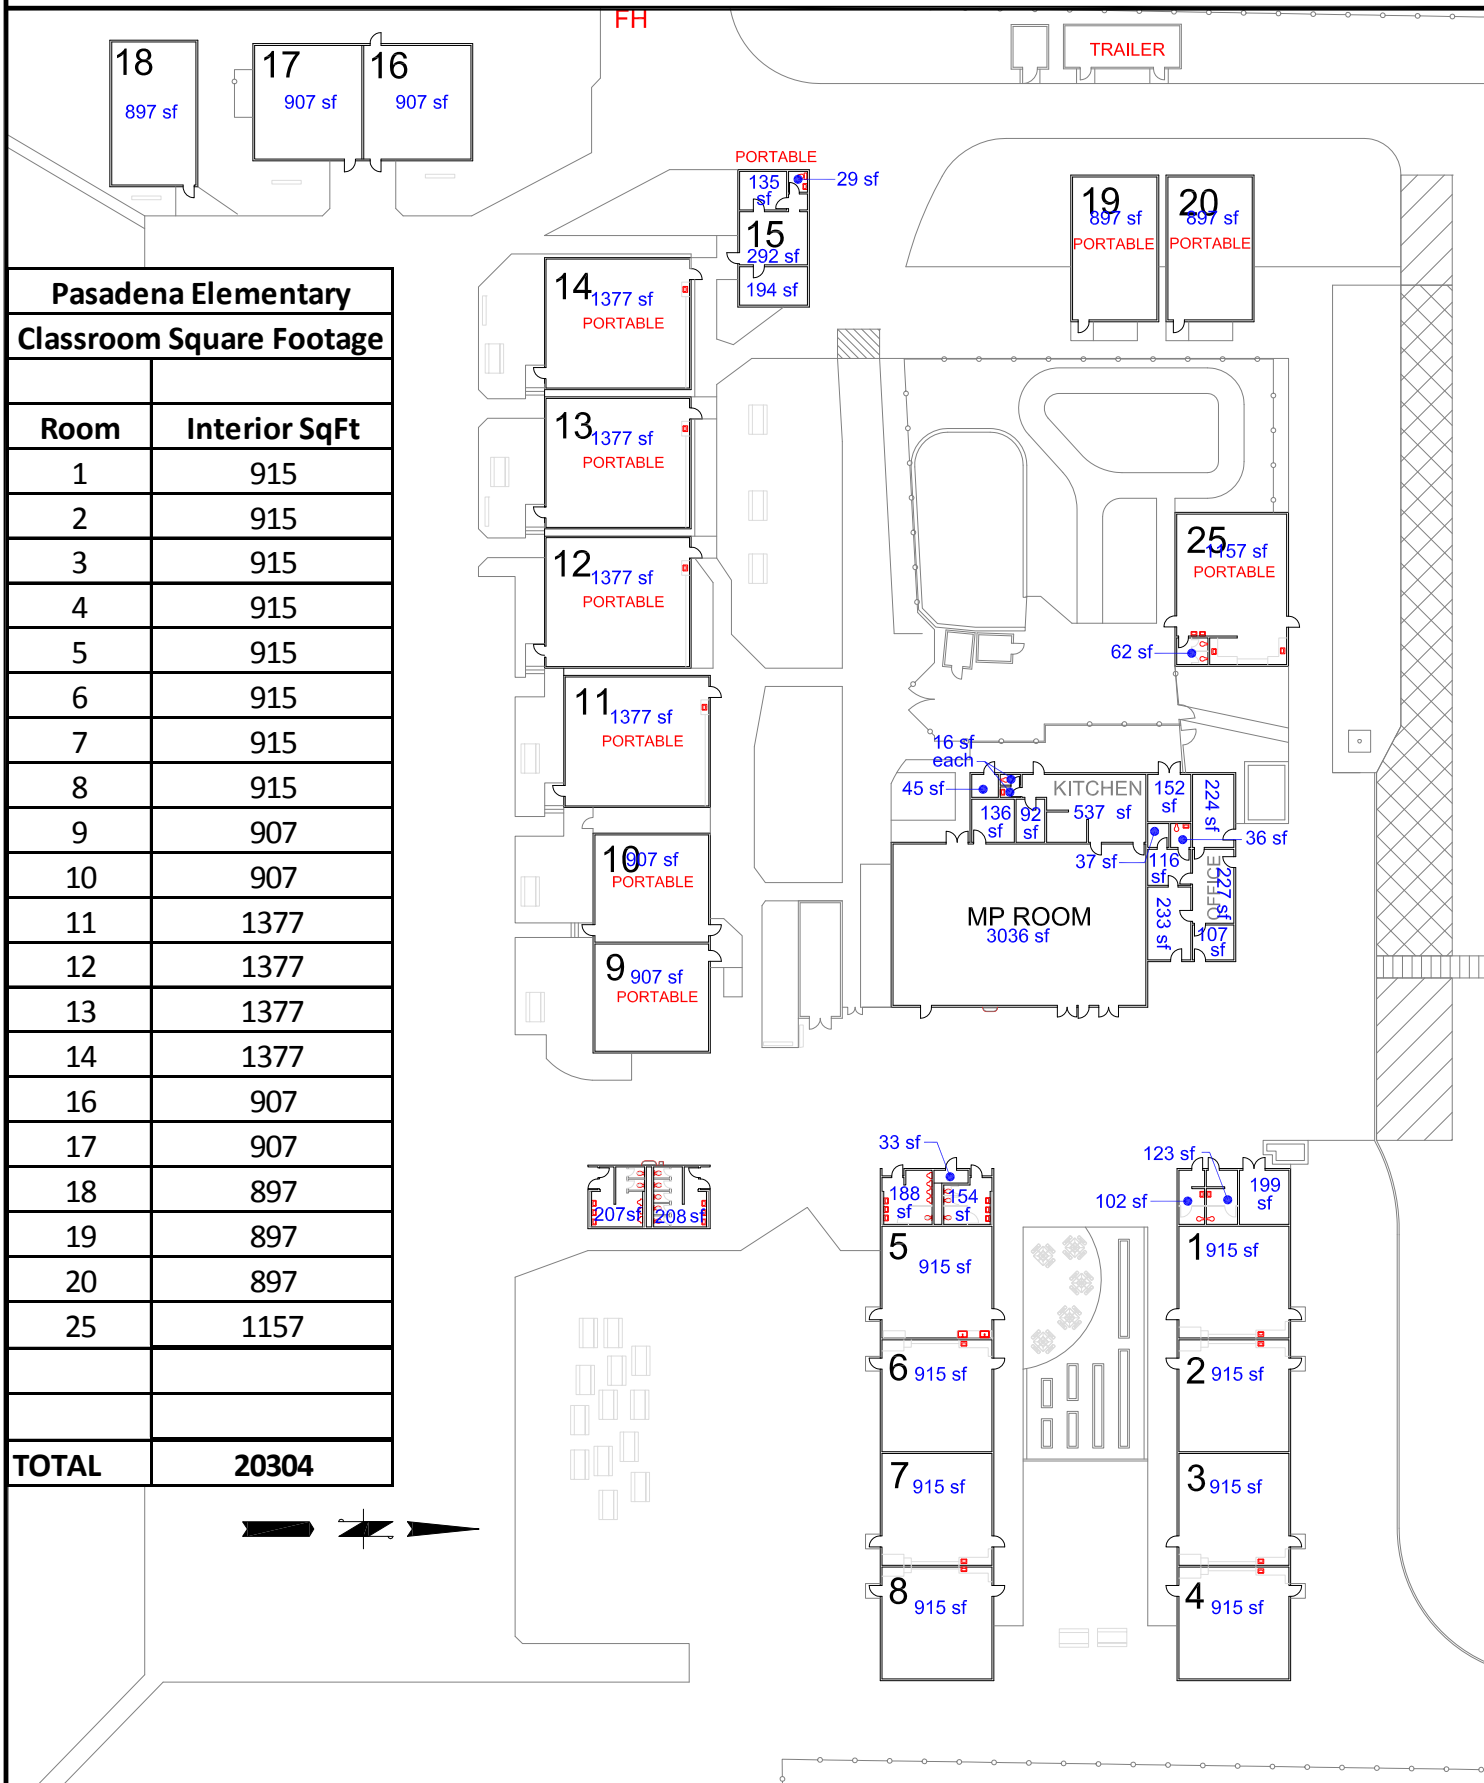 FH
TRAILER
18
897 sf
17
907 sf
16
907 sf
PORTABLE
135
sf
29 sf
15
292 sf
194 sf
19
897 sf
PORTABLE
20
897 sf
PORTABLE
14
1377 sf
PORTABLE
13
1377 sf
PORTABLE
12
1377 sf
PORTABLE
11
1377 sf
PORTABLE
10
907 sf
PORTABLE
9
907 sf
PORTABLE
25
1157 sf
PORTABLE
62 sf
16 sf
each
45 sf
136
sf
92
sf
KITCHEN
537 sf
152
sf
224 sf
36 sf
37 sf
116
sf
OFFICE
227 sf
233 sf
107
sf
MP ROOM
3036 sf
Pasadena Elementary
Classroom Square Footage
Room Interior SqFt
1 915
2 915
3 915
4 915
5 915
6 915
7 915
8 915
9 907
10 907
11 1377
12 1377
13 1377
14 1377
16 907
17 907
18 897
19 897
20 897
25 1157
TOTAL 20304
207sf
208 sf
33 sf
188
sf
154
sf
123 sf
102 sf
199
sf
5
915 sf
1
915 sf
6
915 sf
2
915 sf
7
915 sf
3
915 sf
8
915 sf
4
915 sf